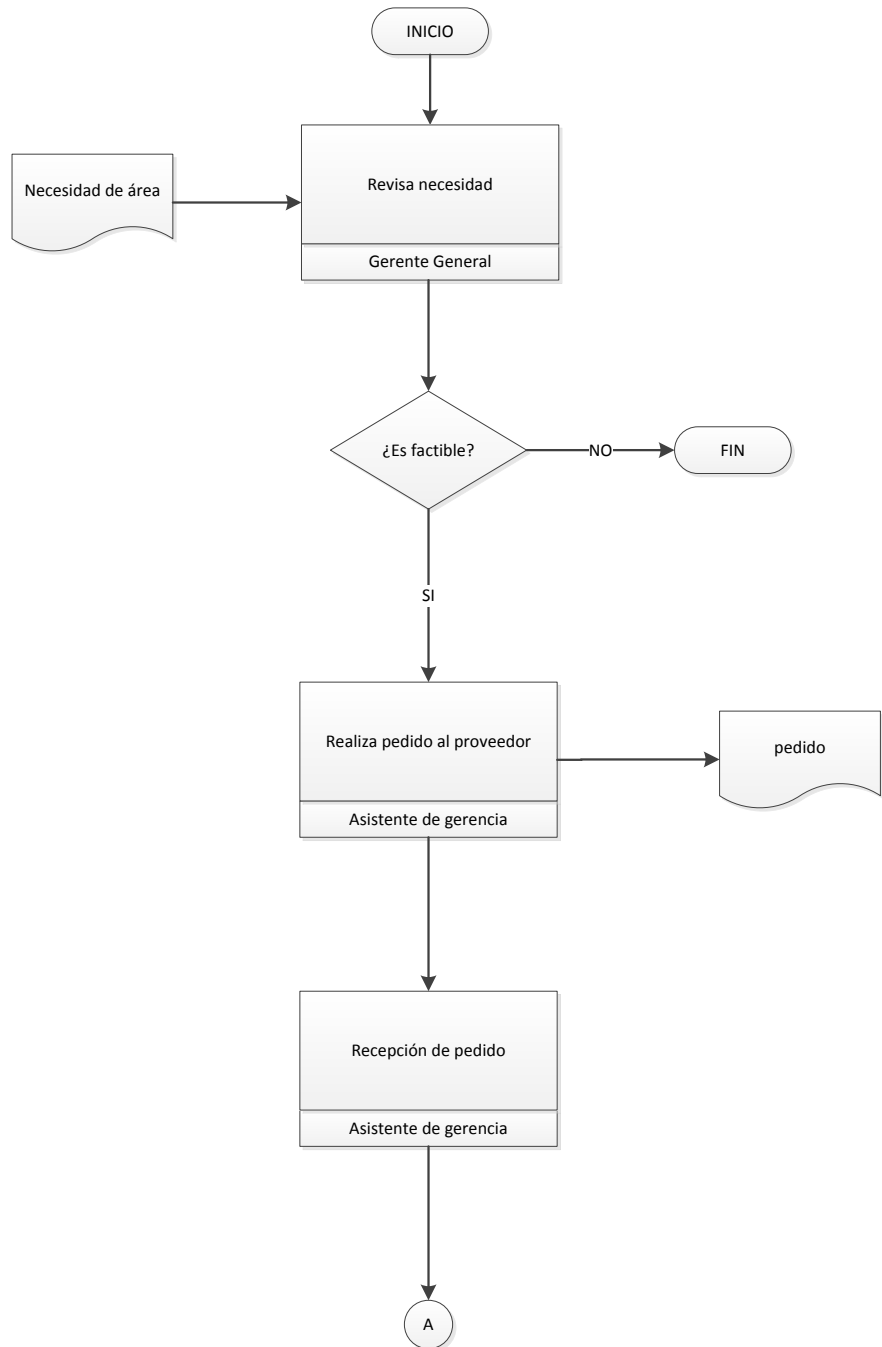 INICIO
Necesidad de área
Revisa necesidad
Gerente General
¿Es factible?
NO
FIN
SI
Realiza pedido al proveedor
Asistente de gerencia
pedido
Recepción de pedido
Asistente de gerencia
A